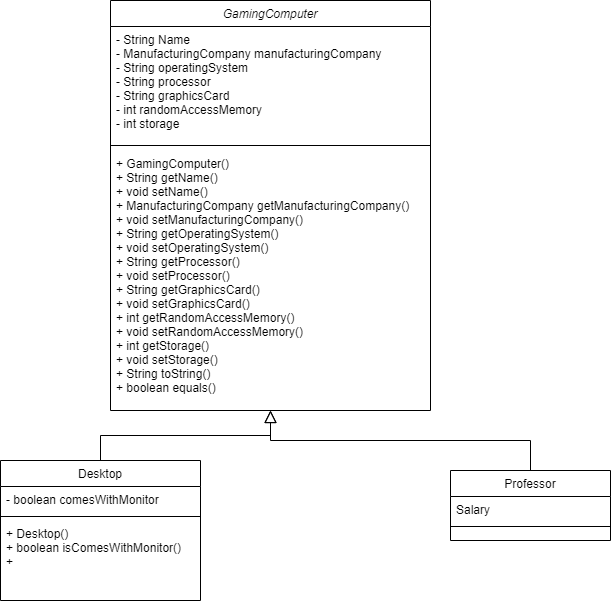 GamingComputer
- String Name
- ManufacturingCompany manufacturingCompany
- String operatingSystem
- String processor
- String graphicsCard
- int randomAccessMemory
- int storage
+ GamingComputer()
+ String getName()
+ void setName()
+ ManufacturingCompany getManufacturingCompany()
+ void setManufacturingCompany()
+ String getOperatingSystem()
+ void setOperatingSystem()
+ String getProcessor()
+ void setProcessor()
+ String getGraphicsCard()
+ void setGraphicsCard()
+ int getRandomAccessMemory()
+ void setRandomAccessMemory()
+ int getStorage()
+ void setStorage()
+ String toString()
+ boolean equals()
Desktop
- boolean comesWithMonitor
+ Desktop()
+ boolean isComesWithMonitor()
+
Professor
Salary